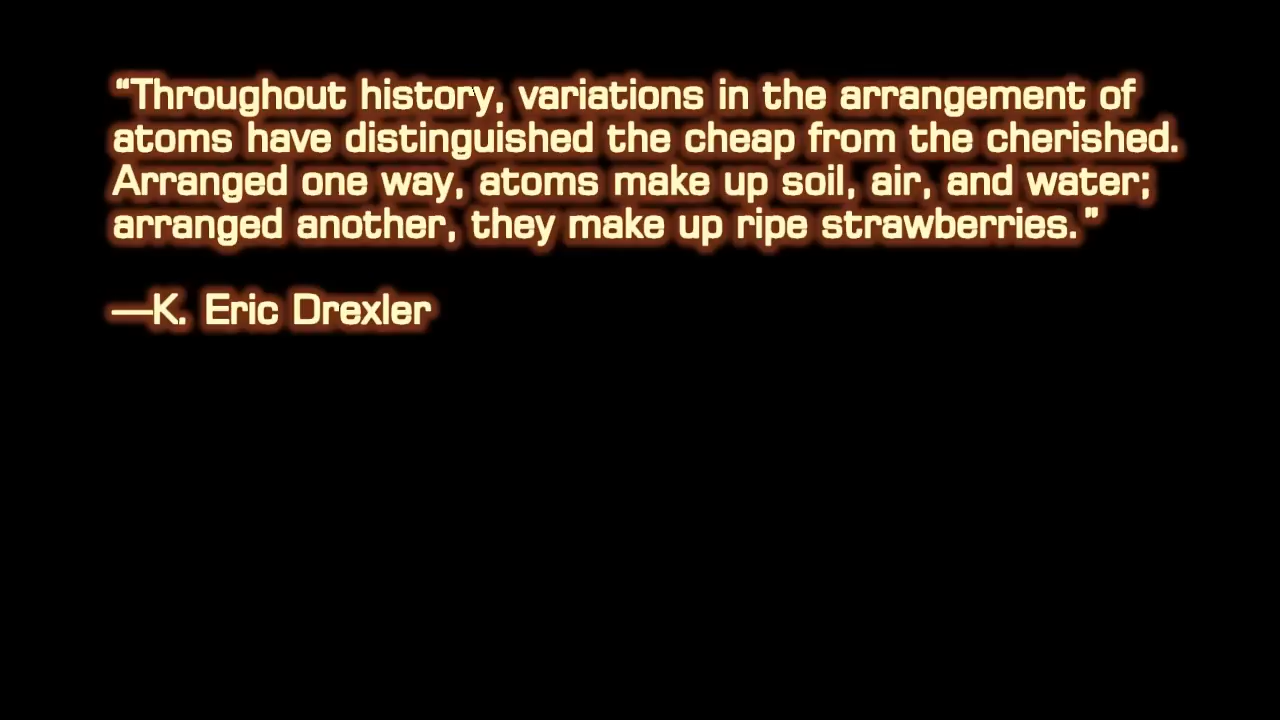 “Throughout history, variations in the arrangement of
atoms have distinguished the cheap from the cherished.
Arranged one way, atoms make up soil, air, and water;
arranged another, they make up ripe strawberries.”
—K. Eric Drexler